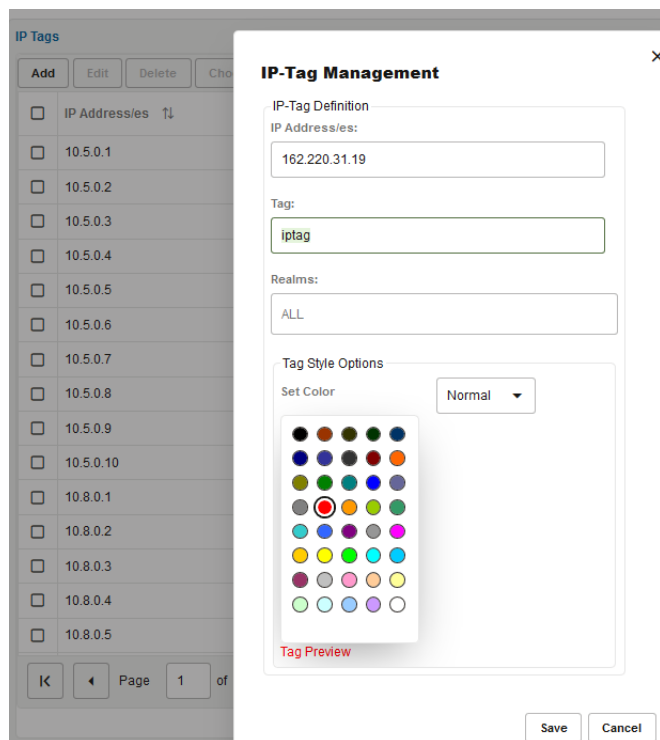 IP Tags
Add Edit Delete
IP Address/es
10.5.0.1
10.5.0.2
10.5.0.3
10.5.0.4
10.5.0.5
10.5.0.6
10.5.0.7
10.5.0.8
10.5.0.9
10.5.0.10
10.8.0.1
10.8.0.2
10.8.0.3
10.8.0.4
10.8.0.5
Page 1 of
IP-Tag Management
IP-Tag Definition
IP Address/es:
162.220.31.19
Tag:
iptag
Realms:
ALL
Tag Style Options
Set Color Normal
Tag Preview
Save Cancel